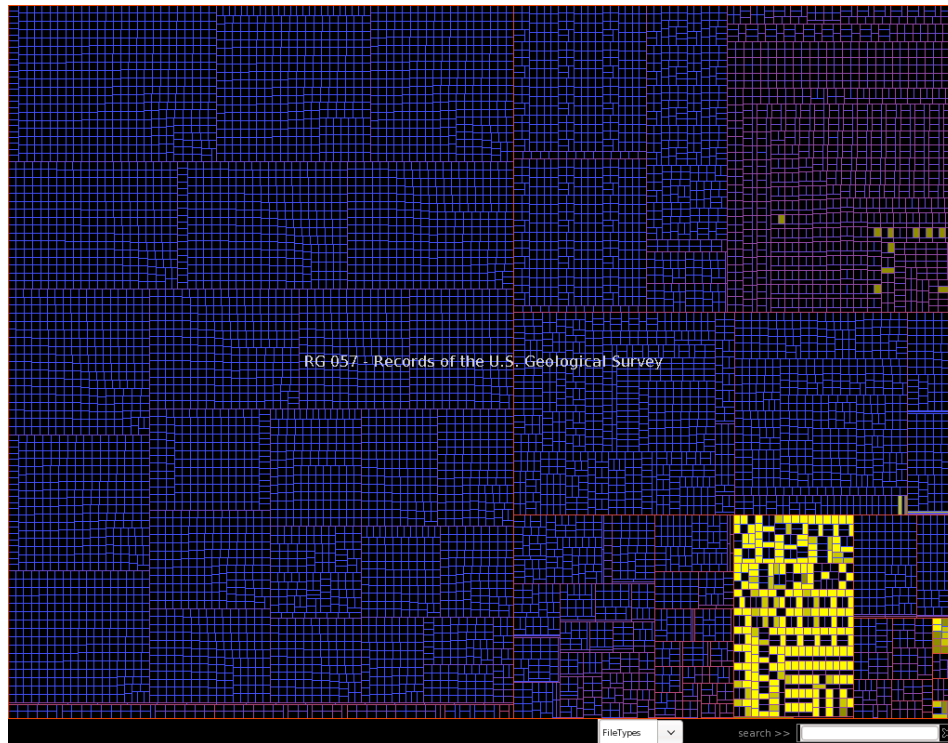 RG 057 - Records of the U.S. Geological Survey
FileTypes
search >>